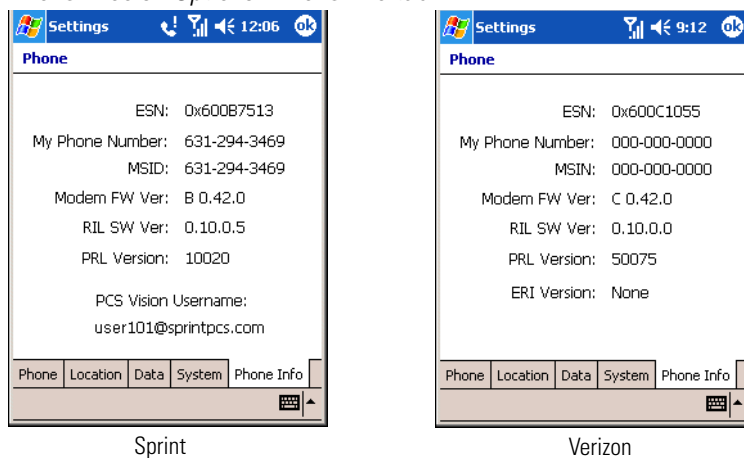 Settings 12:06 ok
Phone
ESN: 0x600B7513
My Phone Number: 631-294-3469
MSID: 631-294-3469
Modem FW Ver: B 0.42.0
RIL SW Ver: 0.10.0.5
PRL Version: 10020
PCS Vision Username:
user101@sprintpcs.com
Phone Location Data System Phone Info
Sprint
Settings 9:12 ok
Phone
ESN: 0x600C1055
My Phone Number: 000-000-0000
MSIN: 000-000-0000
Modem FW Ver: C 0.42.0
RIL SW Ver: 0.10.0.0
PRL Version: 50075
ERI Version: None
Phone Location Data System Phone Info
Verizon